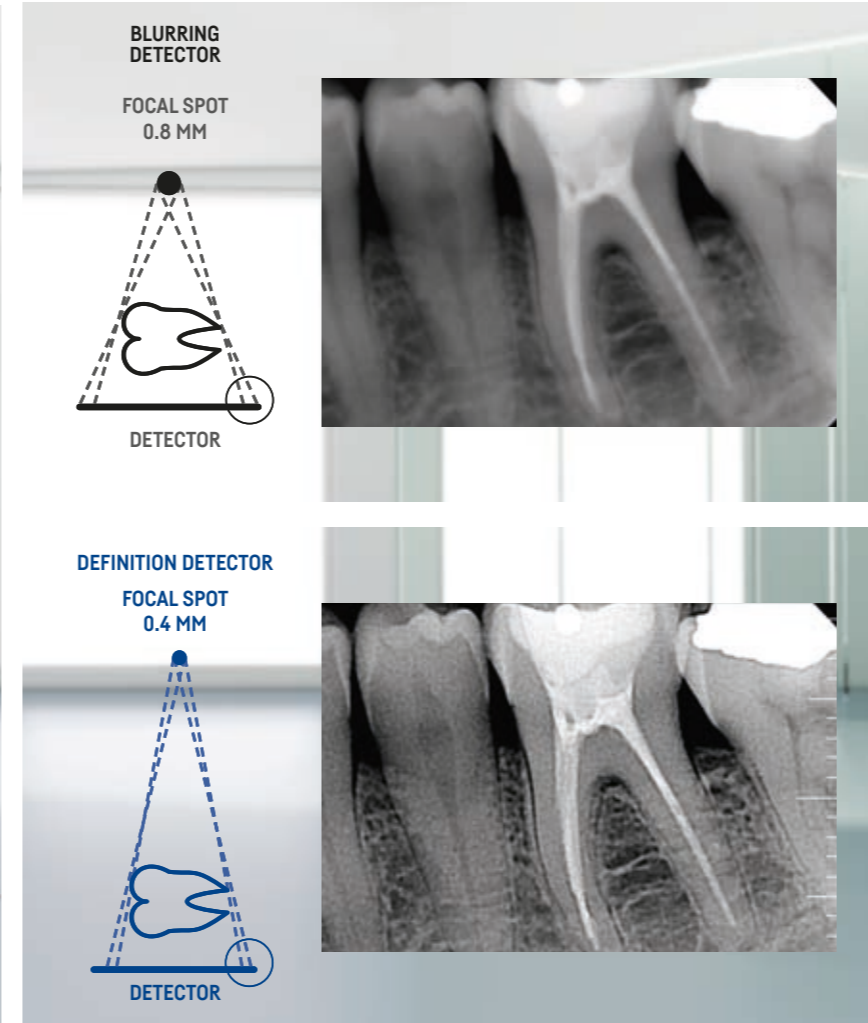 BLURRING
DETECTOR
FOCAL SPOT
0.8 MM
DETECTOR
DEFINITION DETECTOR
FOCAL SPOT
0.4 MM
DETECTOR